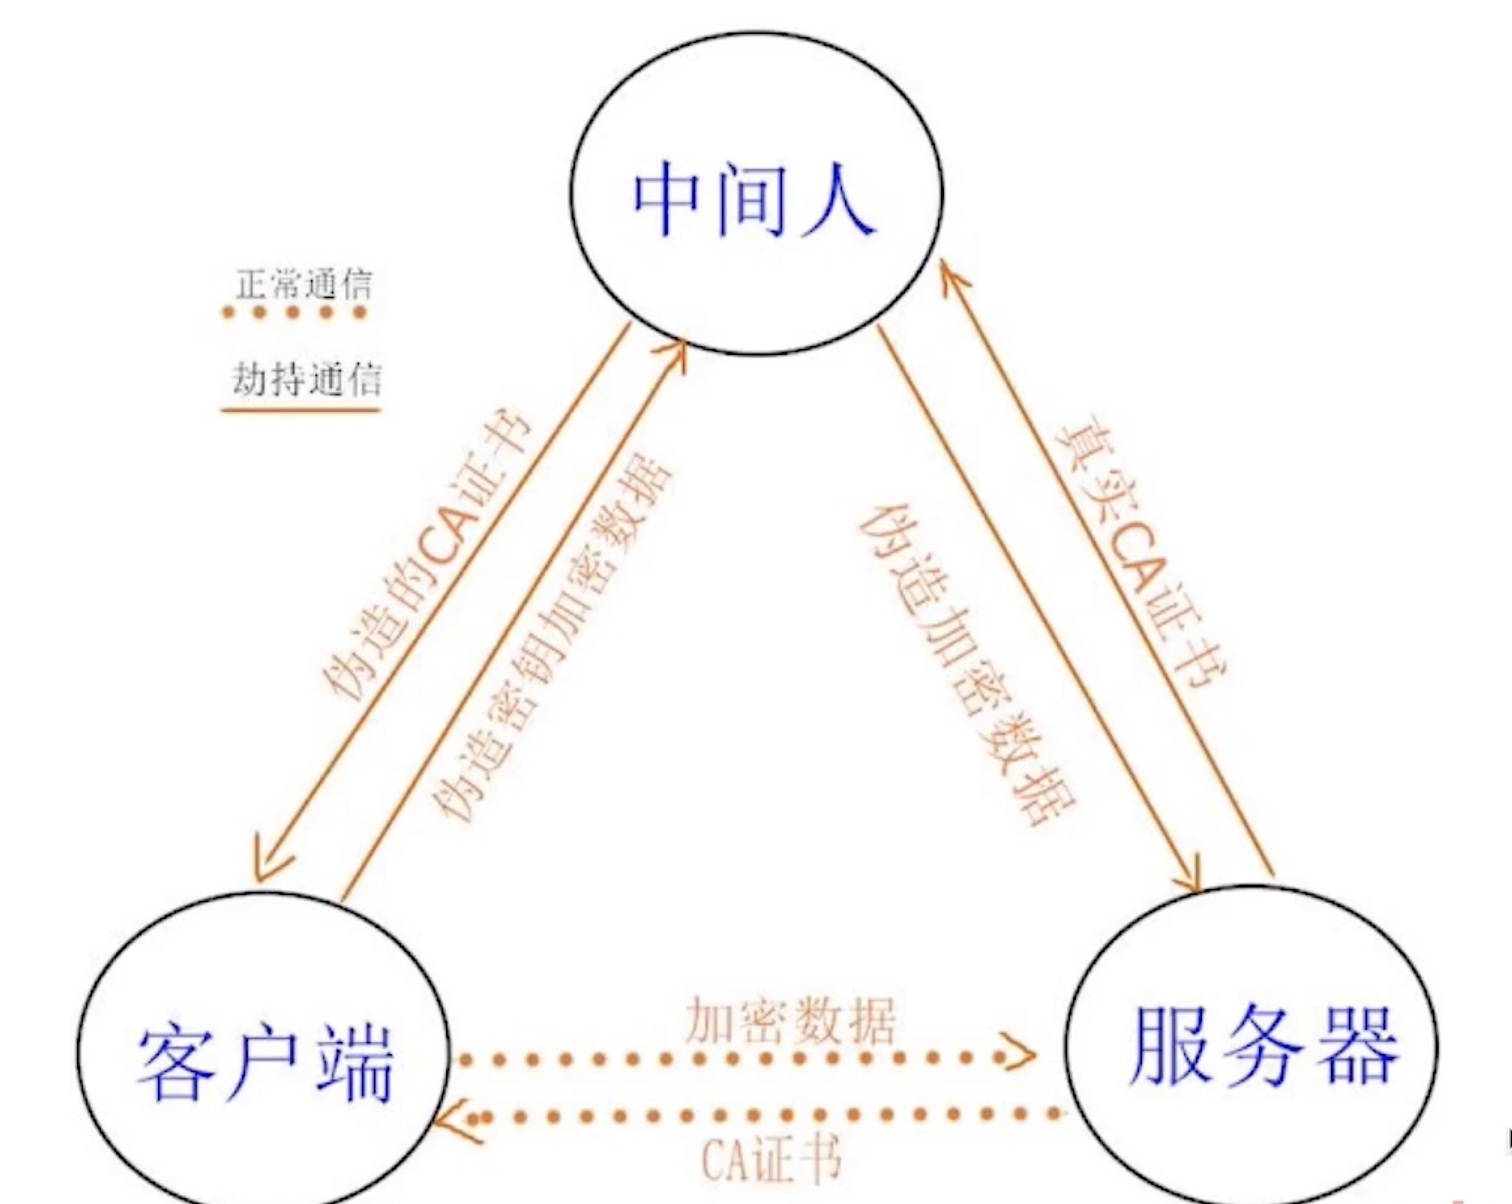 中间人
正常通信
劫持通信
伪造的CA证书
伪造密钥加密数据
伪造加密数据
真实CA证书
客户端
加密数据
CA证书
服务器